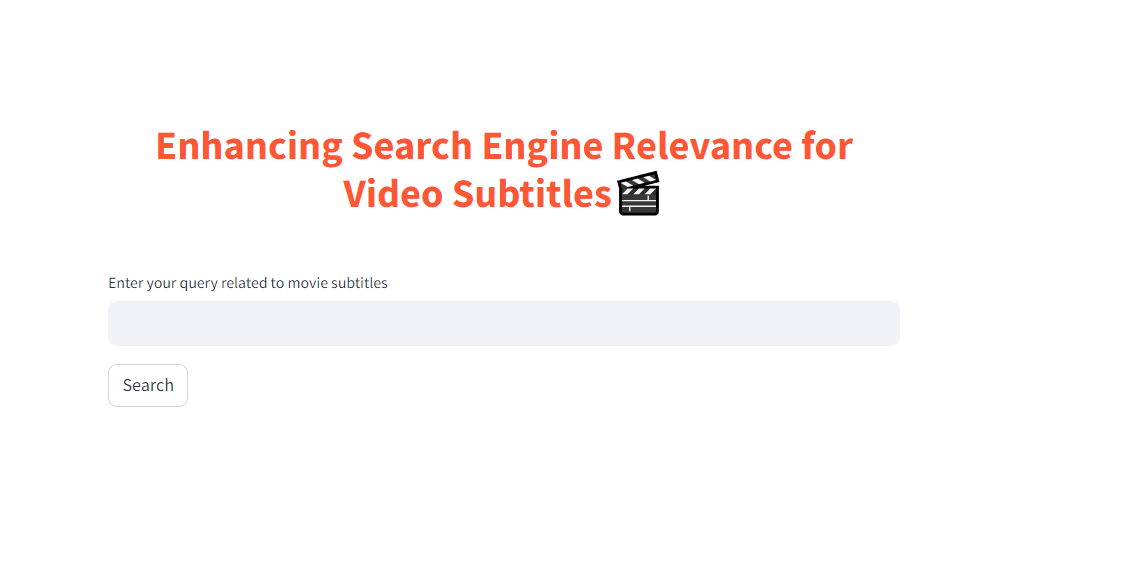 Enhancing Search Engine Relevance for
Video Subtitles🎬
Enter your query related to movie subtitles
Search